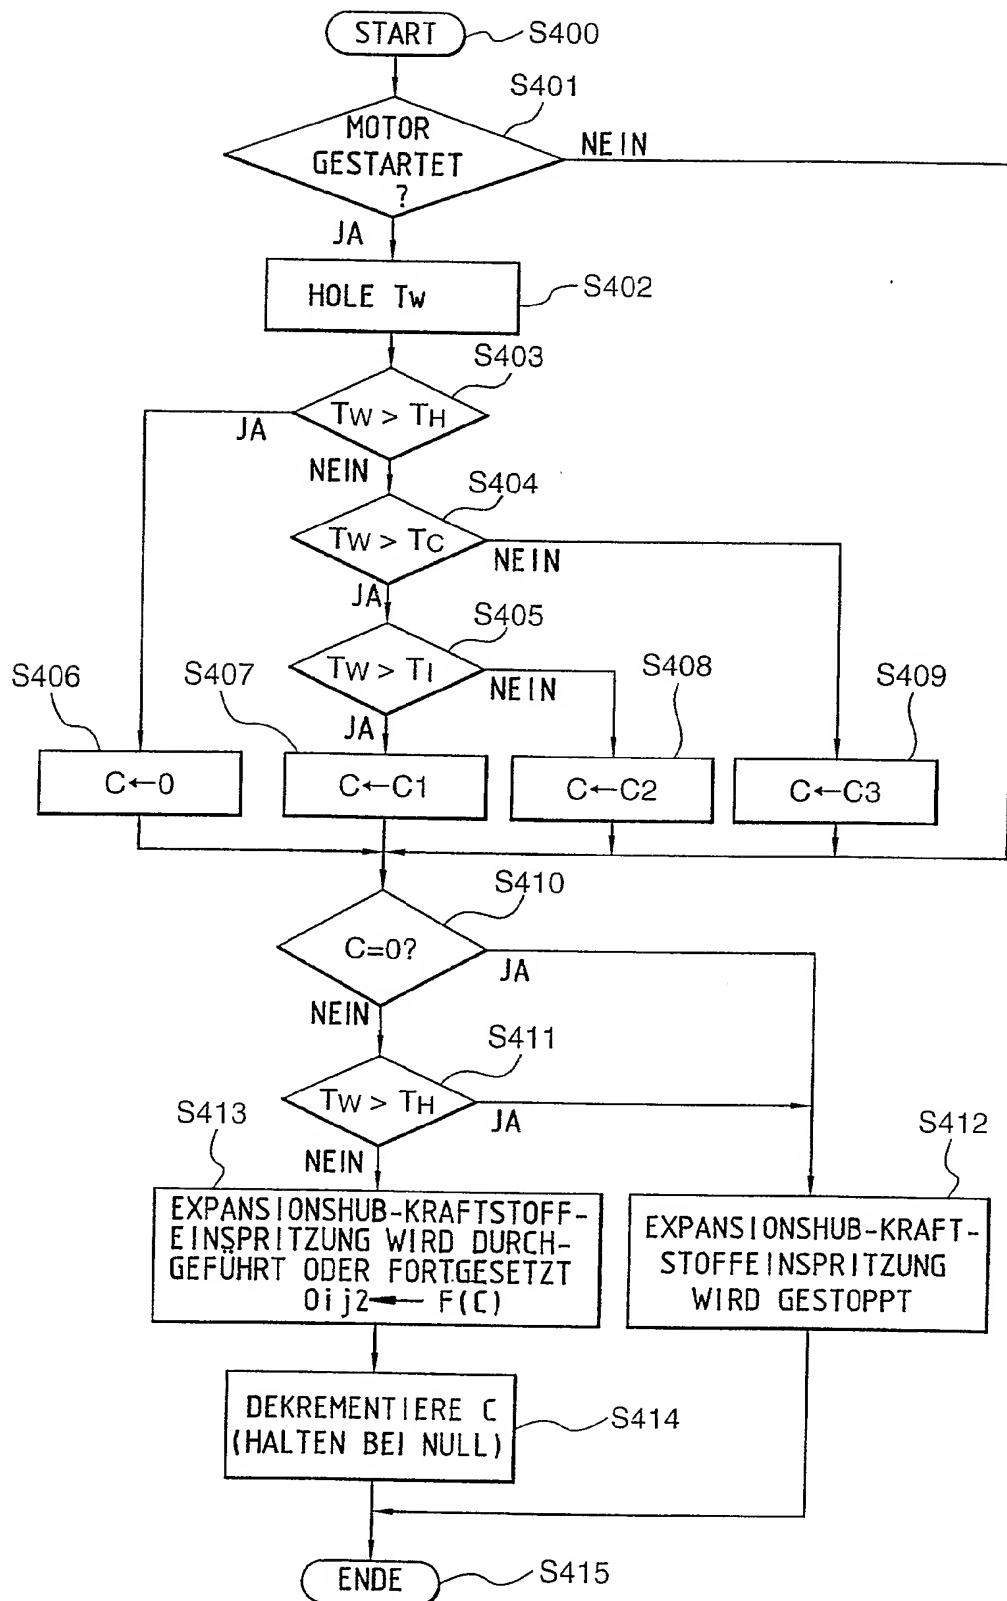 START
S400
S401
MOTOR
GESTARTET
?
NEIN
JA
HOLE Tw
S402
S403
TW > TH
JA
NEIN
S404
TW > TC
NEIN
JA
S405
TW > TI
NEIN
JA
S406
S407
S408
S409
C←0
C←C1
C←C2
C←C3
S410
C=0?
JA
NEIN
S411
TW > TH
JA
NEIN
S413
S412
EXPANSIONSHUB-KRAFTSTOFF-
EINSPRITZUNG WIRD DURCH-
GEFÜHRT ODER FORTGESETZT
Oij2← F(C)
EXPANSIONSHUB-KRAFT-
STOFFEINSPRITZUNG
WIRD GESTOPPT
DEKREMENTIERE C
(HALTEN BEI NULL)
S414
ENDE
S415